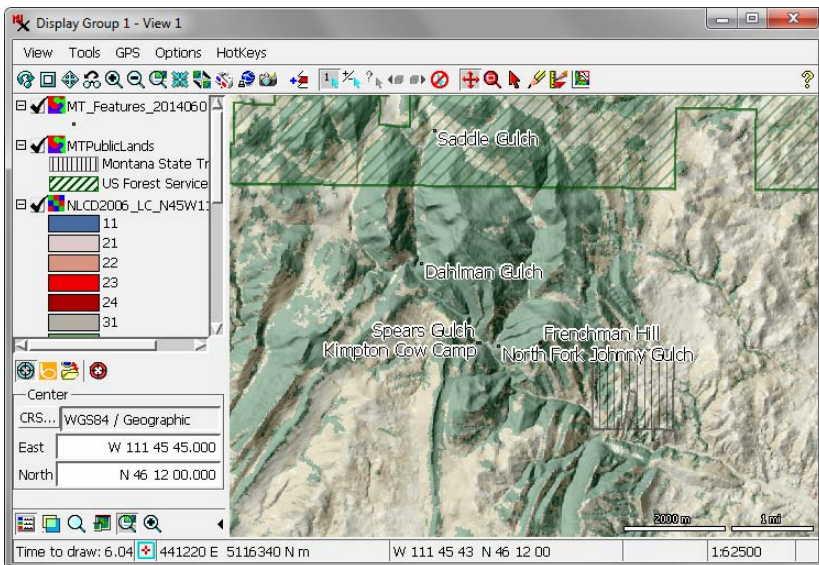 Display Group 1 - View 1
View Tools GPS Options HotKeys
MT_Features_2014060
MTPublicLands
Montana State Tr
US Forest Service
NLCD2006_LC_N45W11
11
21
22
23
24
31
Center
CRS... WGS84 / Geographic
East W 111 45 45.000
North N 46 12 00.000
Saddle Gulch
Dahlman Gulch
Spears Gulch
Frenchman Hill
Kimpton Cow Camp
North Fork Johnny Gulch
2000 m 1 mi
Time to draw: 6.04 441220 E 5116340 N m W 111 45 43 N 46 12 00 1:62500